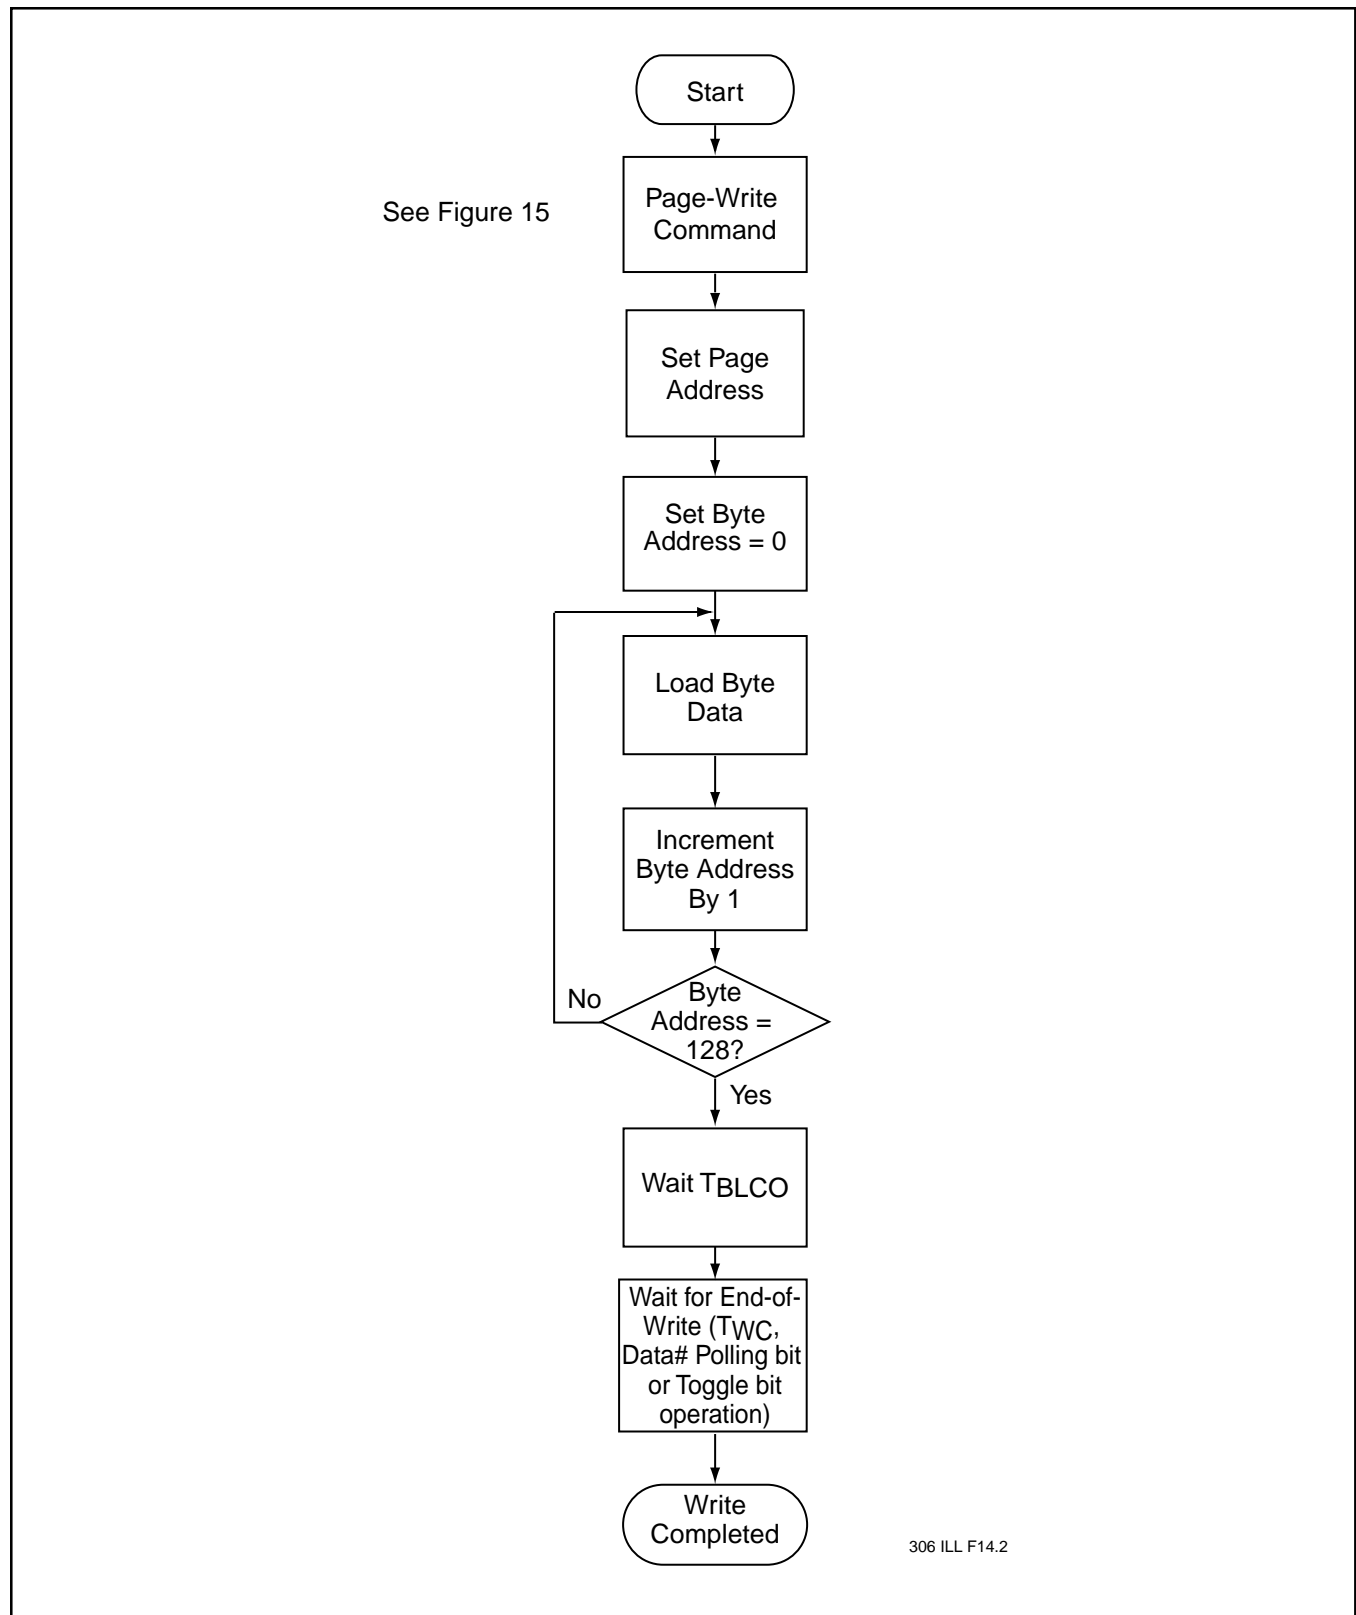 Start
See Figure 15
Page-Write
Command
Set Page
Address
Set Byte
Address = 0
Load Byte
Data
Increment
Byte Address
By 1
No
Byte
Address =
128?
Yes
Wait TBLCO
Wait for End-of-
Write (TWC,
Data# Polling bit
or Toggle bit
operation)
Write
Completed
306 ILL F14.2